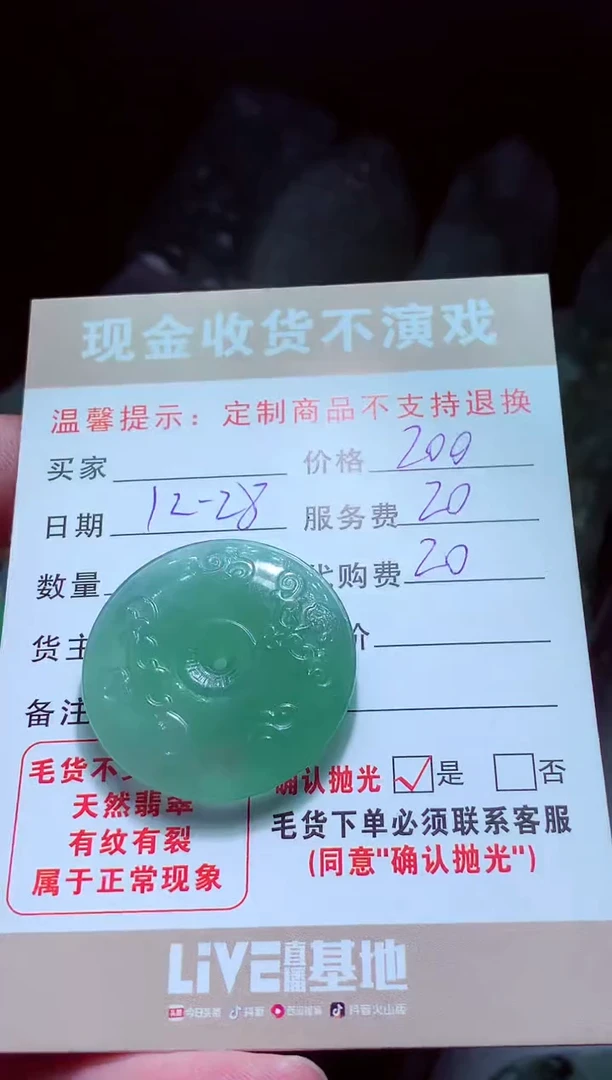 现金收货不演戏
温馨提示：定制商品不支持退换
买家 价格 200
日期 12-28 服务费 20
数量 代购费 20
货主 价
备注
毛货不
天然翡翠
有纹有裂
属于正常现象
确认抛光 是 否
毛货下单必须联系客服
(同意"确认抛光")
LiVE直播基地
今日头条 抖音 西瓜视频 抖音火山版